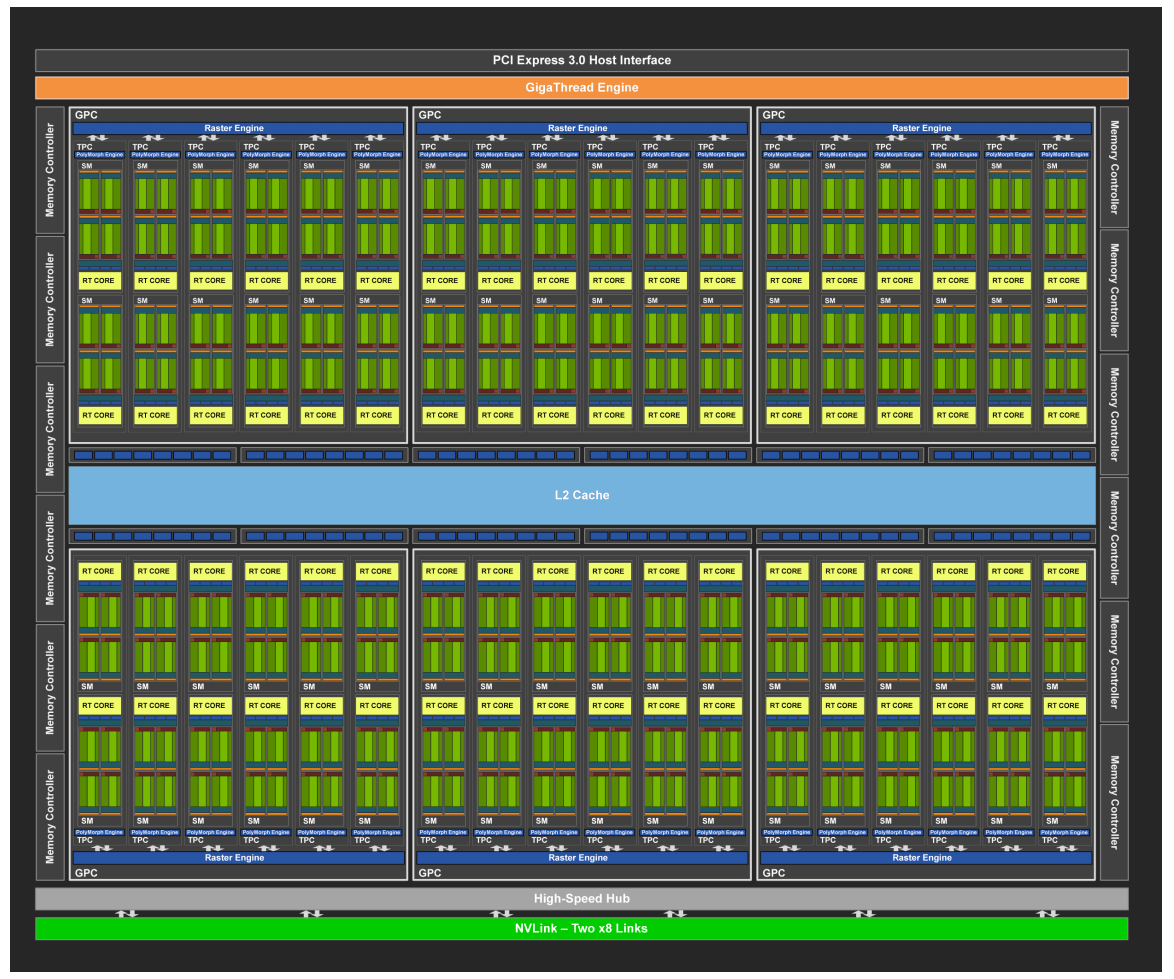 PCI Express 3.0 Host Interface
GigaThread Engine
Memory Controller
Memory Controller
Memory Controller
Memory Controller
Memory Controller
Memory Controller
GPC GPC GPC
Raster Engine Raster Engine Raster Engine
TPC TPC TPC TPC TPC TPC TPC TPC TPC TPC TPC TPC TPC TPC TPC TPC TPC TPC
PolyMorph Engine PolyMorph Engine PolyMorph Engine PolyMorph Engine PolyMorph Engine PolyMorph Engine PolyMorph Engine PolyMorph Engine PolyMorph Engine PolyMorph Engine PolyMorph Engine PolyMorph Engine PolyMorph Engine PolyMorph Engine PolyMorph Engine PolyMorph Engine PolyMorph Engine PolyMorph Engine
SM SM SM SM SM SM SM SM SM SM SM SM SM SM SM SM SM SM
RT CORE RT CORE RT CORE RT CORE RT CORE RT CORE RT CORE RT CORE RT CORE RT CORE RT CORE RT CORE RT CORE RT CORE RT CORE RT CORE RT CORE RT CORE
SM SM SM SM SM SM SM SM SM SM SM SM SM SM SM SM SM SM
RT CORE RT CORE RT CORE RT CORE RT CORE RT CORE RT CORE RT CORE RT CORE RT CORE RT CORE RT CORE RT CORE RT CORE RT CORE RT CORE RT CORE RT CORE
L2 Cache
RT CORE RT CORE RT CORE RT CORE RT CORE RT CORE RT CORE RT CORE RT CORE RT CORE RT CORE RT CORE RT CORE RT CORE RT CORE RT CORE RT CORE RT CORE
SM SM SM SM SM SM SM SM SM SM SM SM SM SM SM SM SM SM
RT CORE RT CORE RT CORE RT CORE RT CORE RT CORE RT CORE RT CORE RT CORE RT CORE RT CORE RT CORE RT CORE RT CORE RT CORE RT CORE RT CORE RT CORE
SM SM SM SM SM SM SM SM SM SM SM SM SM SM SM SM SM SM
PolyMorph Engine PolyMorph Engine PolyMorph Engine PolyMorph Engine PolyMorph Engine PolyMorph Engine PolyMorph Engine PolyMorph Engine PolyMorph Engine PolyMorph Engine PolyMorph Engine PolyMorph Engine PolyMorph Engine PolyMorph Engine PolyMorph Engine PolyMorph Engine PolyMorph Engine PolyMorph Engine
TPC TPC TPC TPC TPC TPC TPC TPC TPC TPC TPC TPC TPC TPC TPC TPC TPC TPC
Raster Engine Raster Engine Raster Engine
GPC GPC GPC
Memory Controller
Memory Controller
Memory Controller
Memory Controller
Memory Controller
Memory Controller
High-Speed Hub
NVLink – Two x8 Links